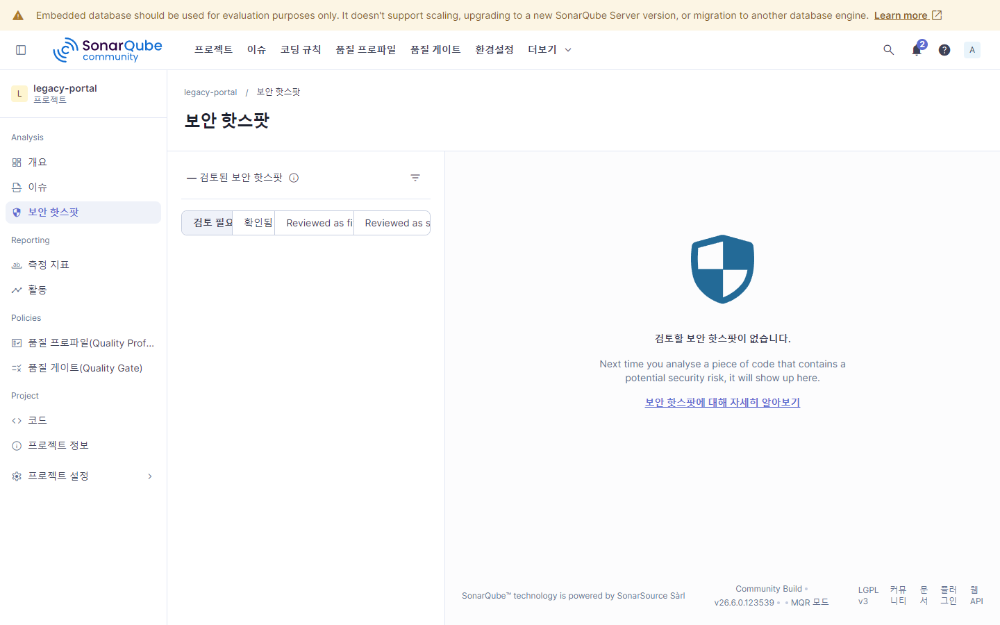 Embedded database should be used for evaluation purposes only. It doesn't support scaling, upgrading to a new SonarQube Server version, or migration to another database engine. Learn more
SonarQube community
프로젝트 이슈 코딩 규칙 품질 프로파일 품질 게이트 환경설정 더보기
2
A
L
legacy-portal
프로젝트
Analysis
개요
이슈
보안 핫스팟
Reporting
측정 지표
활동
Policies
품질 프로파일(Quality Prof...
품질 게이트(Quality Gate)
Project
코드
프로젝트 정보
프로젝트 설정
legacy-portal / 보안 핫스팟
보안 핫스팟
— 검토된 보안 핫스팟
검토 필요 확인됨 Reviewed as fi Reviewed as s
검토할 보안 핫스팟이 없습니다.
Next time you analyse a piece of code that contains a
potential security risk, it will show up here.
보안 핫스팟에 대해 자세히 알아보기
SonarQube™ technology is powered by SonarSource Sàrl
Community Build •
v26.6.0.123539 • • MQR 모드
LGPL v3
커뮤니티
문서
플러그인
웹 API